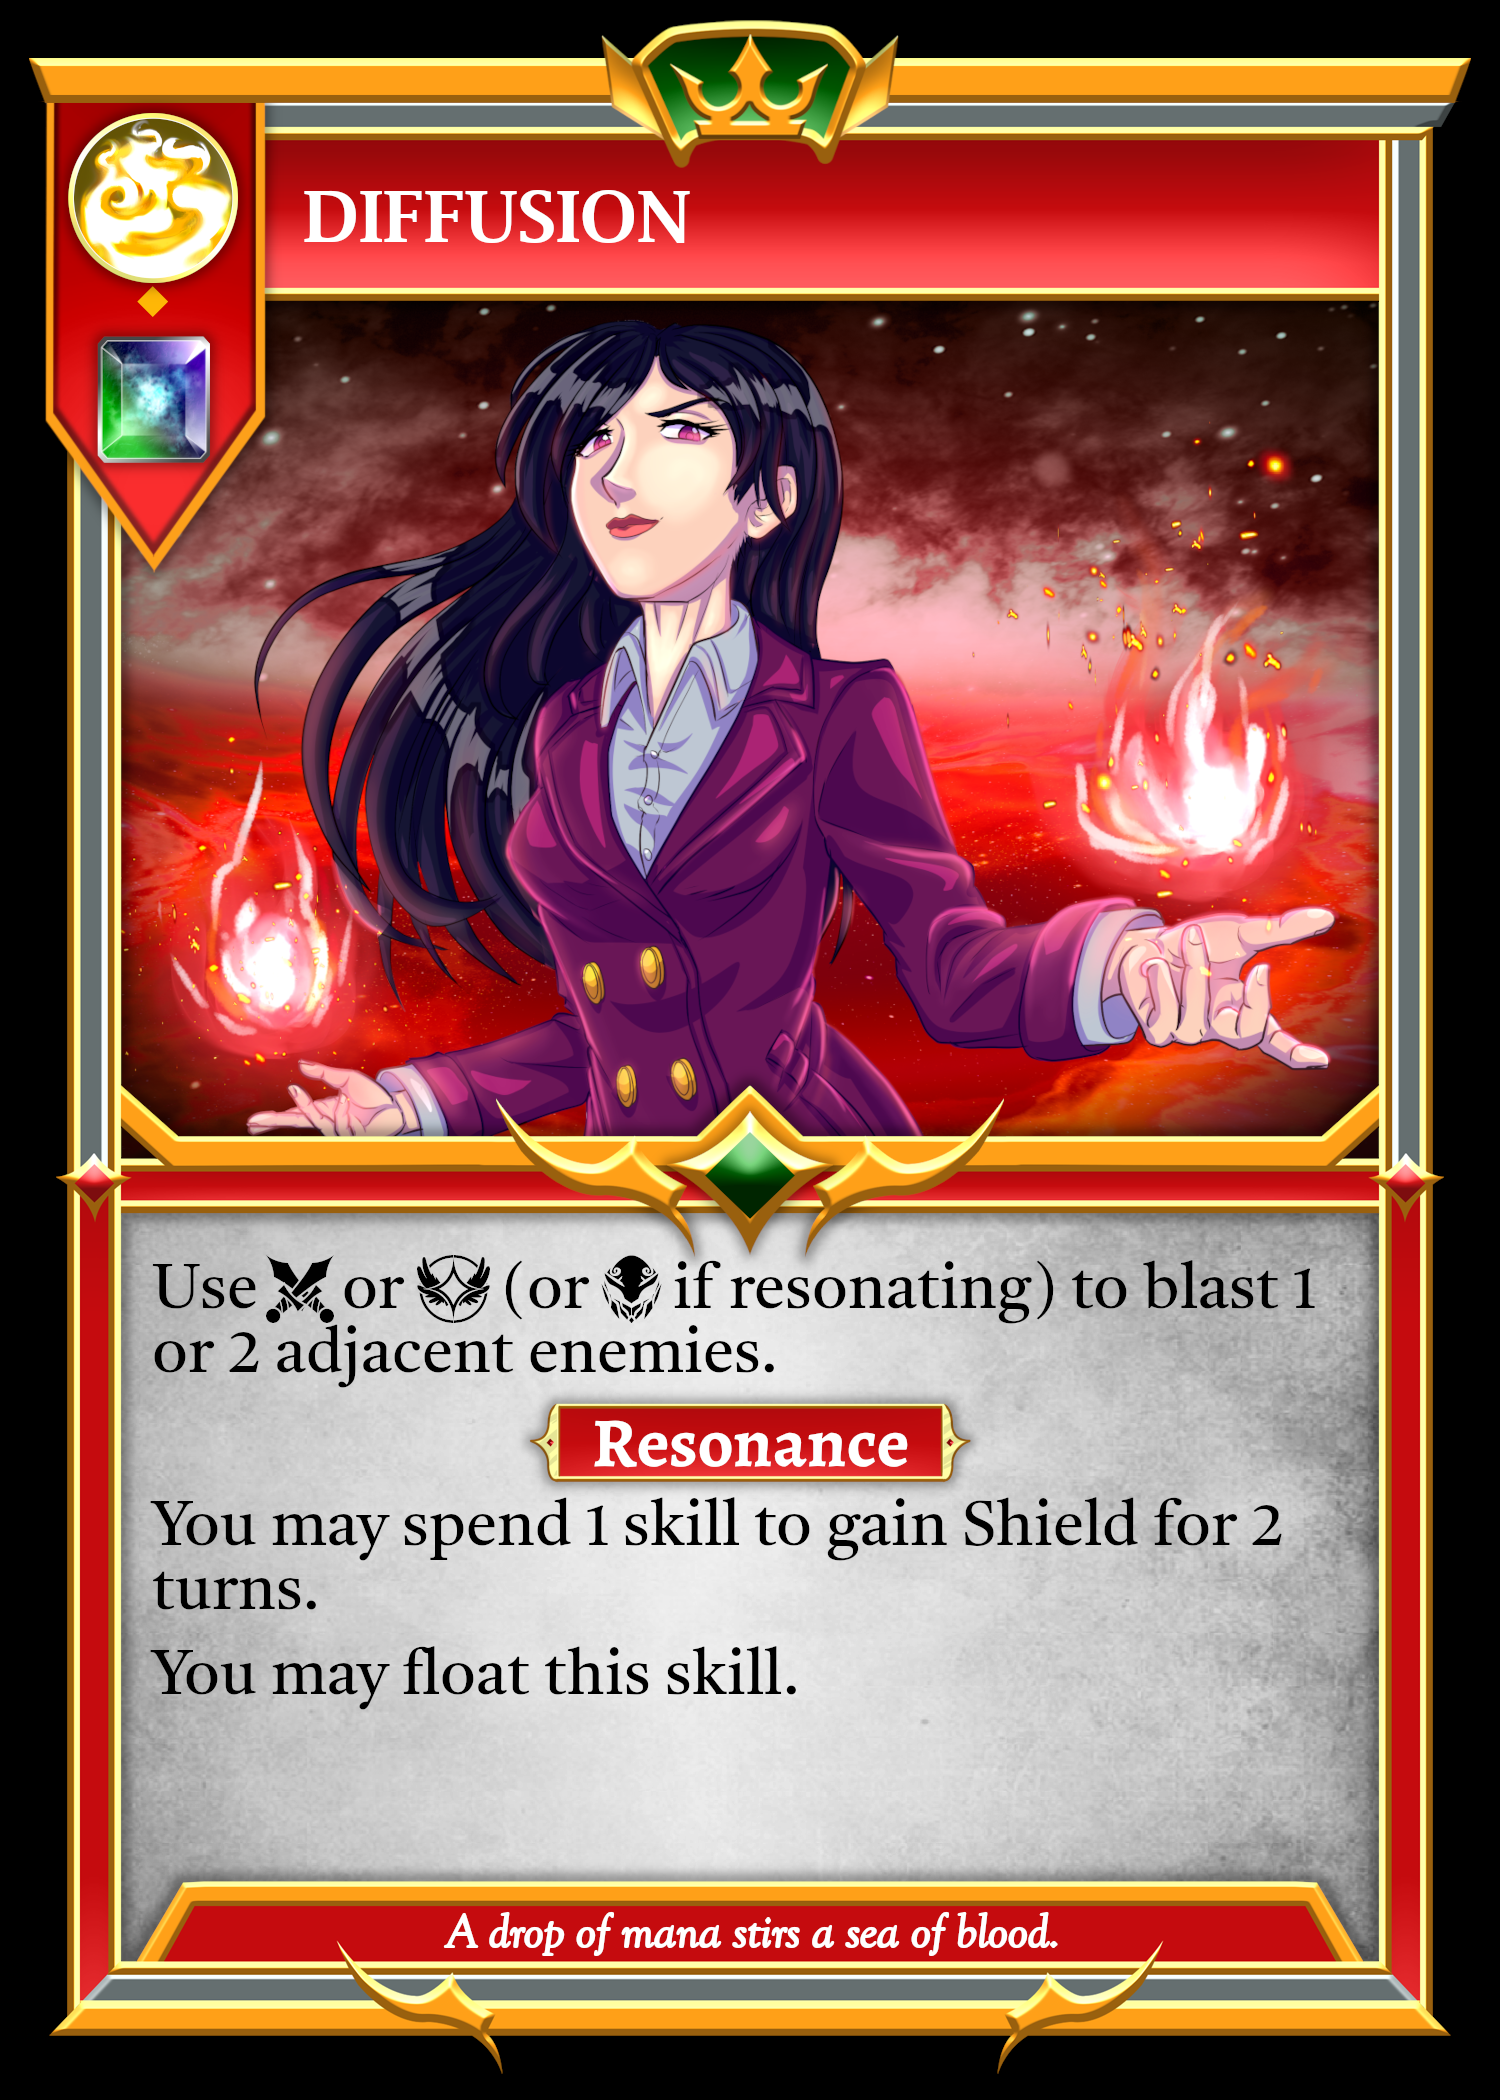 DIFFUSION
Use or (or if resonating) to blast 1
or 2 adjacent enemies.
Resonance
You may spend 1 skill to gain Shield for 2
turns.
You may float this skill.
A drop of mana stirs a sea of blood.